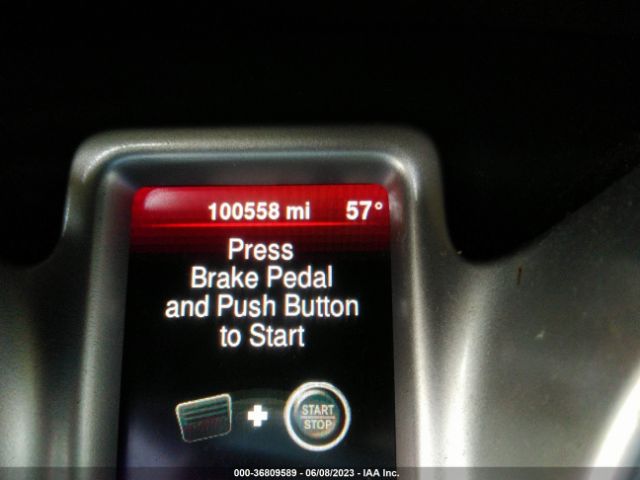 100558 mi 57°
Press
Brake Pedal
and Push Button
to Start
START
STOP
000-36809589 - 06/08/2023 - IAA Inc.